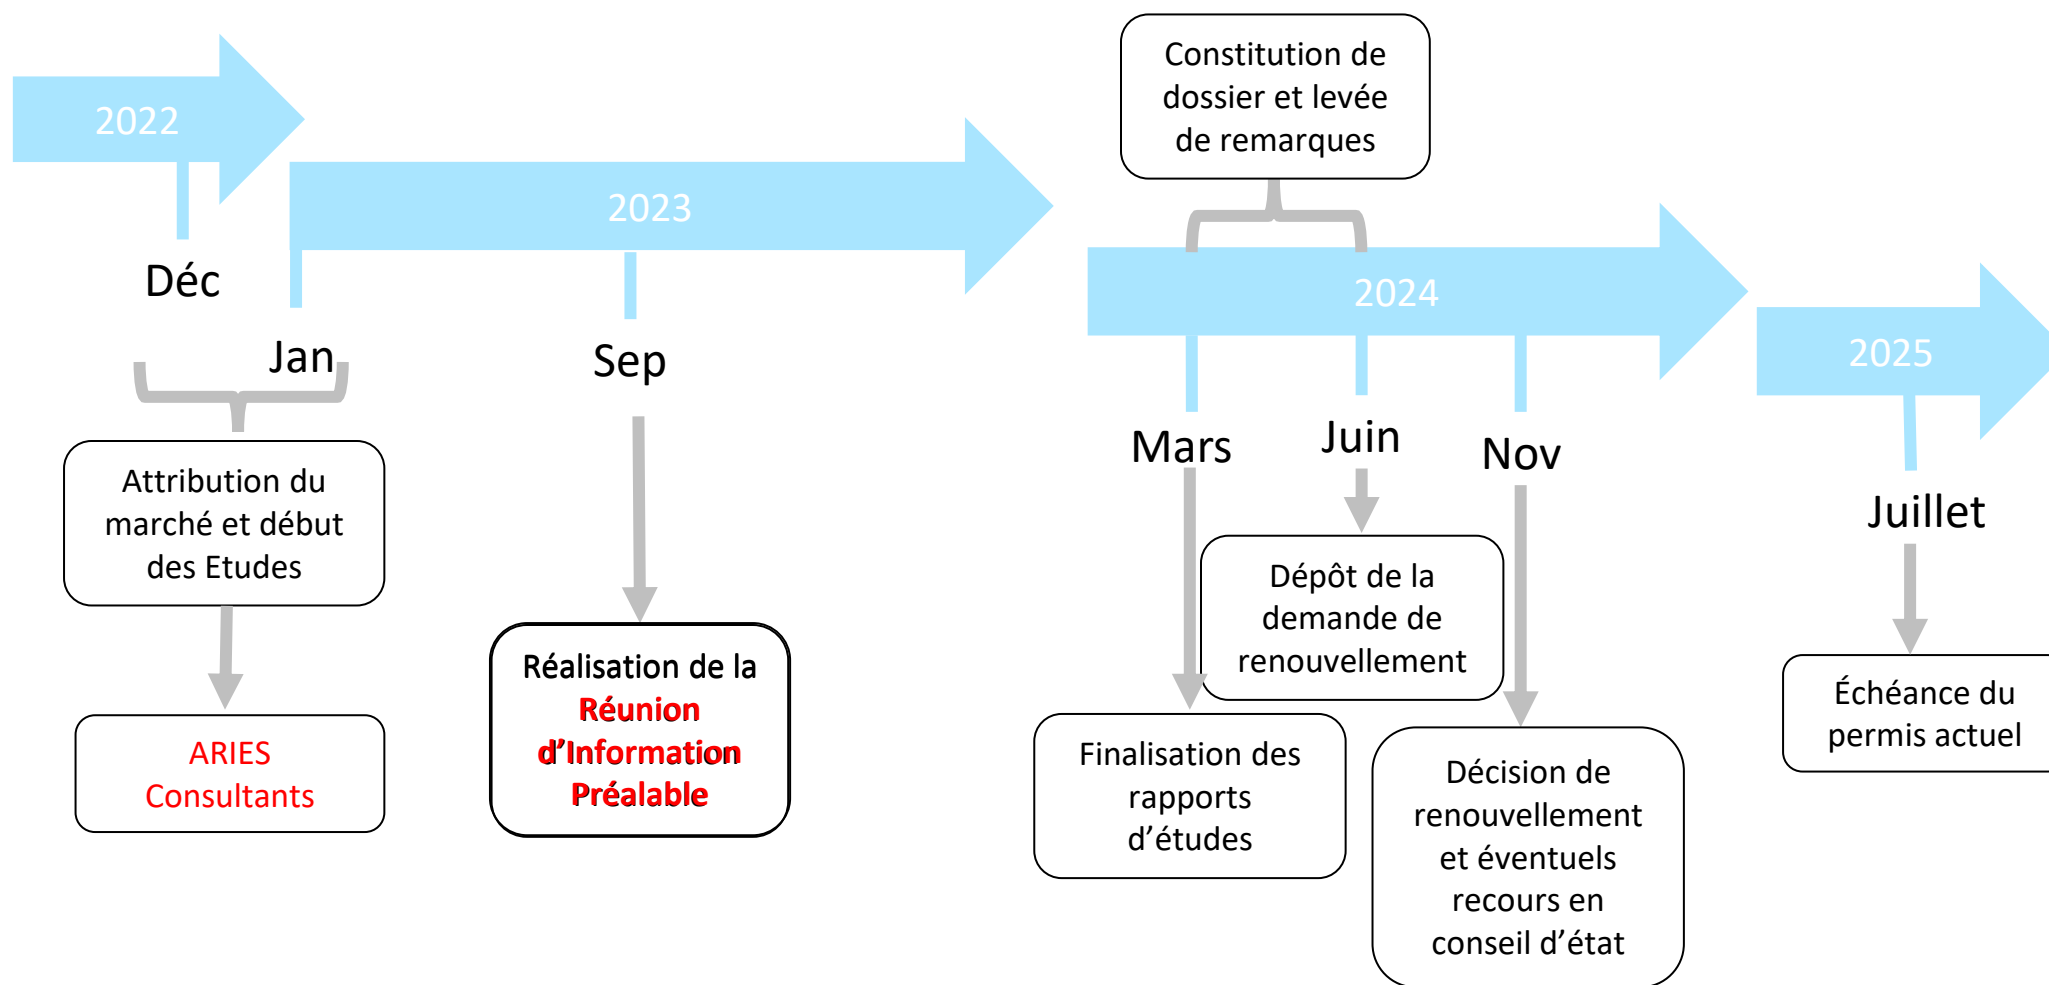 2022
Déc
2023
Jan
Sep
Attribution du
marché et début
des Etudes
ARIES
Consultants
Réalisation de la
Réunion
d’Information
Préalable
Constitution de
dossier et levée
de remarques
2024
Mars
Juin
Nov
Finalisation des
rapports
d’études
Dépôt de la
demande de
renouvellement
Décision de
renouvellement
et éventuels
recours en
conseil d’état
2025
Juillet
Échéance du
permis actuel